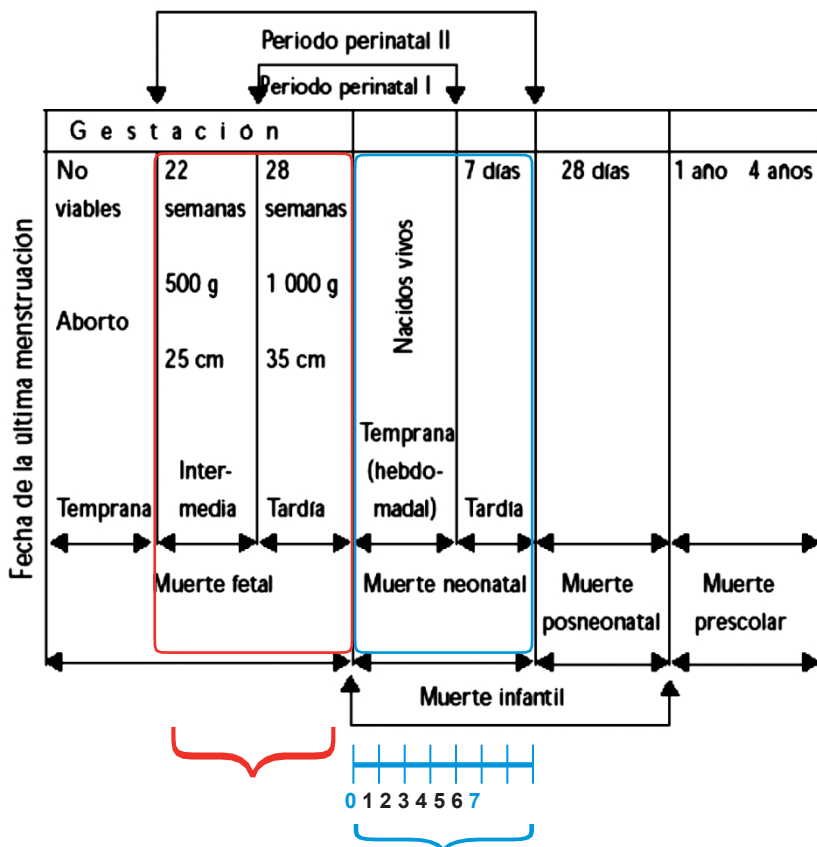 Periodo perinatal II
Periodo perinatal I
Gestación
Fecha de la última menstruación
No
viables
Aborto
Temprana
22
semanas
500 g
25 cm
Inter-
media
28
semanas
1 000 g
35 cm
Tardía
Nacidos vivos
Temprana
(hebdo-
madal)
7 días
Tardía
28 días
1 año 4 años
Muerte fetal
Muerte neonatal
Muerte
posneonatal
Muerte
prescolar
Muerte infantil
0 1 2 3 4 5 6 7